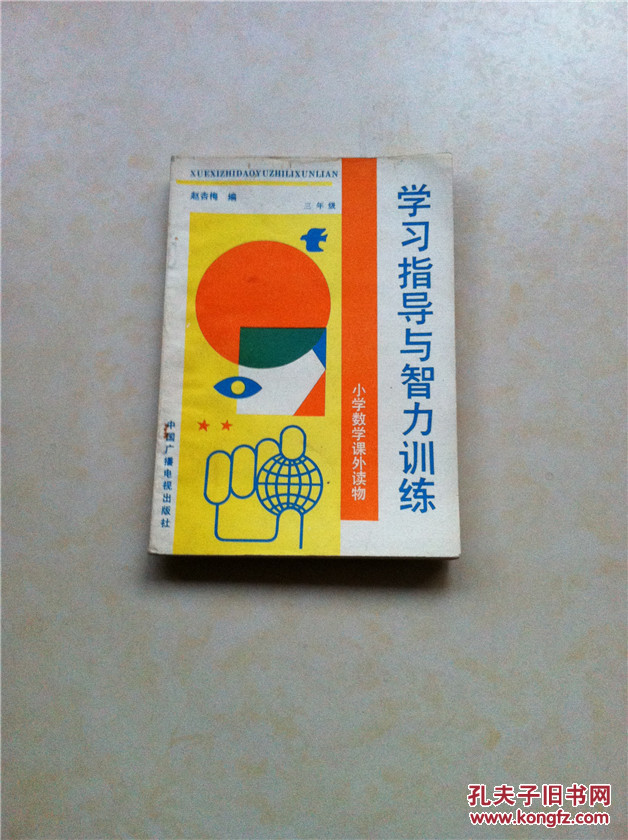 XUEXIZHIDAOYUZHILIXUNLIAN
赵杏梅 编
三年级
学习指导与智力训练
小学数学课外读物
中国广播电视出版社
孔夫子旧书网
www.kongfz.com